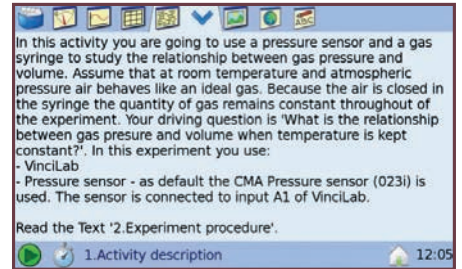 ABC
In this activity you are going to use a pressure sensor and a gas
syringe to study the relationship between gas pressure and
volume. Assume that at room temperature and atmospheric
pressure air behaves like an ideal gas. Because the air is closed in
the syringe the quantity of gas remains constant throughout of
the experiment. Your driving question is 'What is the relationship
between gas presure and volume when temperature is kept
constant?'. In this experiment you use:
- VinciLab
- Pressure sensor - as default the CMA Pressure sensor (023i) is
used. The sensor is connected to input A1 of VinciLab.
Read the Text '2.Experiment procedure'.
1.Activity description 12:05